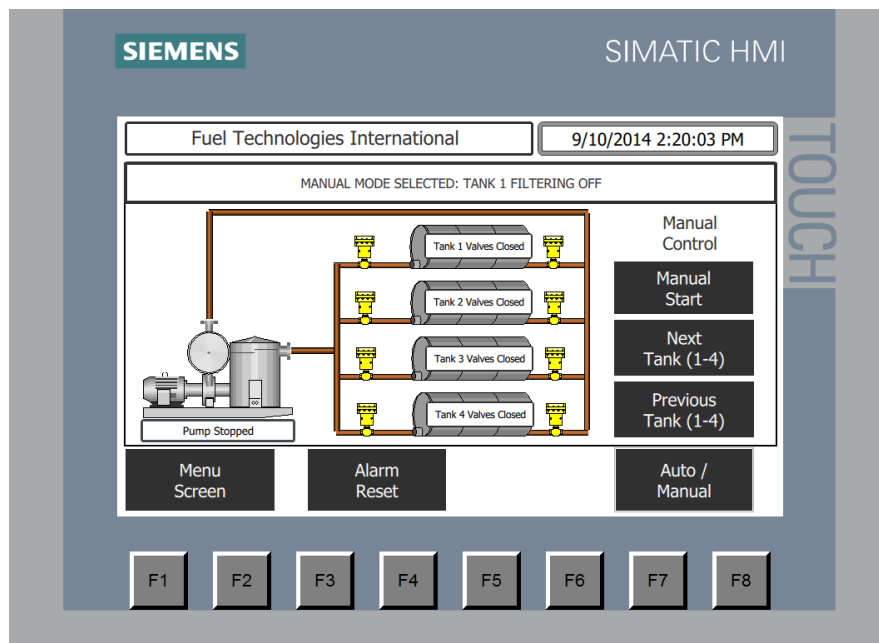 SIEMENS
SIMATIC HMI
TOUCH
Fuel Technologies International
9/10/2014 2:20:03 PM
MANUAL MODE SELECTED: TANK 1 FILTERING OFF
Manual
Control
Tank 1 Valves Closed
Manual
Start
Tank 2 Valves Closed
Next
Tank (1-4)
Tank 3 Valves Closed
Previous
Tank (1-4)
Tank 4 Valves Closed
Pump Stopped
Menu
Screen
Alarm
Reset
Auto /
Manual
F1 F2 F3 F4 F5 F6 F7 F8